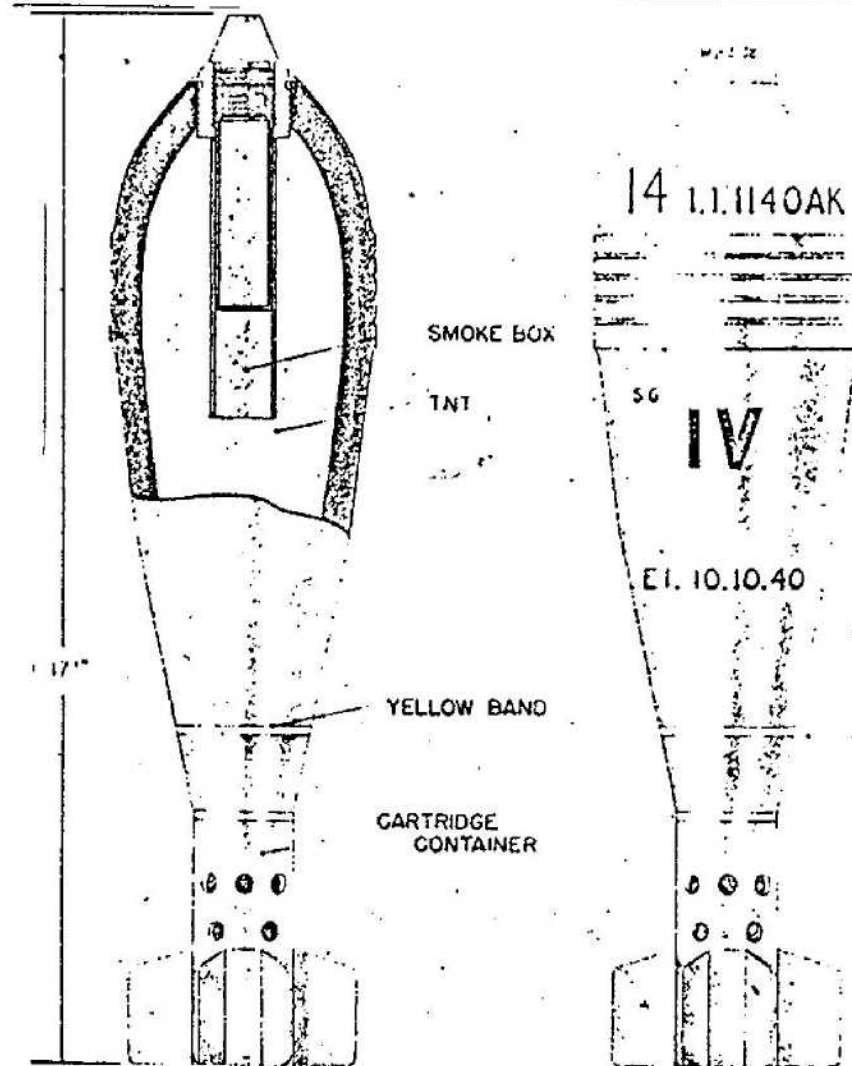 14 1.1.1140AK
SMOKE BOX
TNT
SG
IV
E1. 10.10.40
YELLOW BAND
CARTRIDGE
CONTAINER